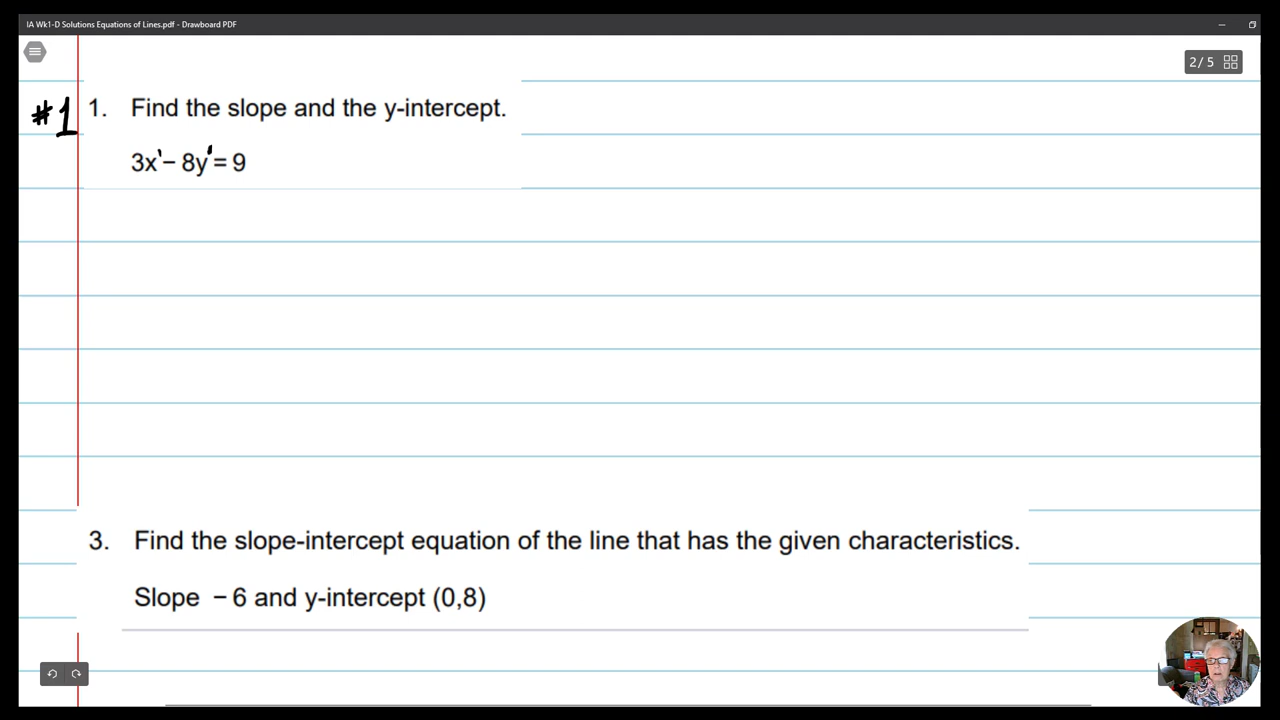 IA Wk1-D Solutions Equations of Lines.pdf - Drawboard PDF
2 / 5
#1 1. Find the slope and the y-intercept.
3x' − 8y' = 9
3. Find the slope-intercept equation of the line that has the given characteristics.
Slope − 6 and y-intercept (0,8)